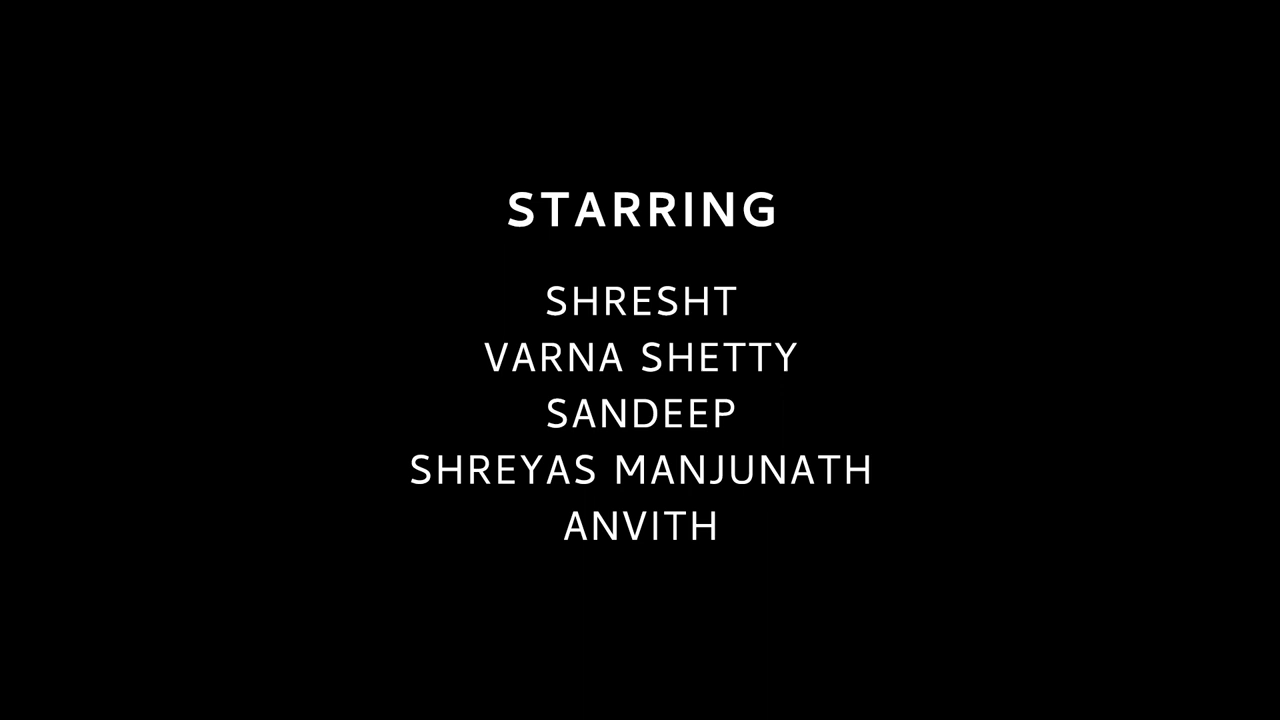 STARRING
SHRESHT
VARNA SHETTY
SANDEEP
SHREYAS MANJUNATH
ANVITH